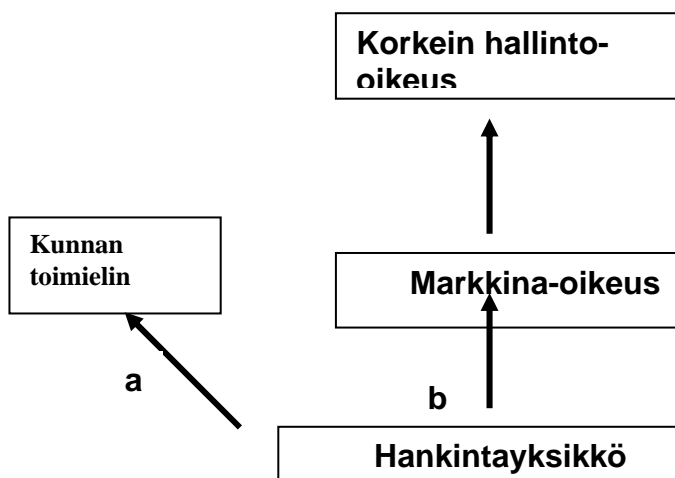 Korkein hallinto-
oikeus
Kunnan
toimielin
Markkina-oikeus
a
b
Hankintayksikkö